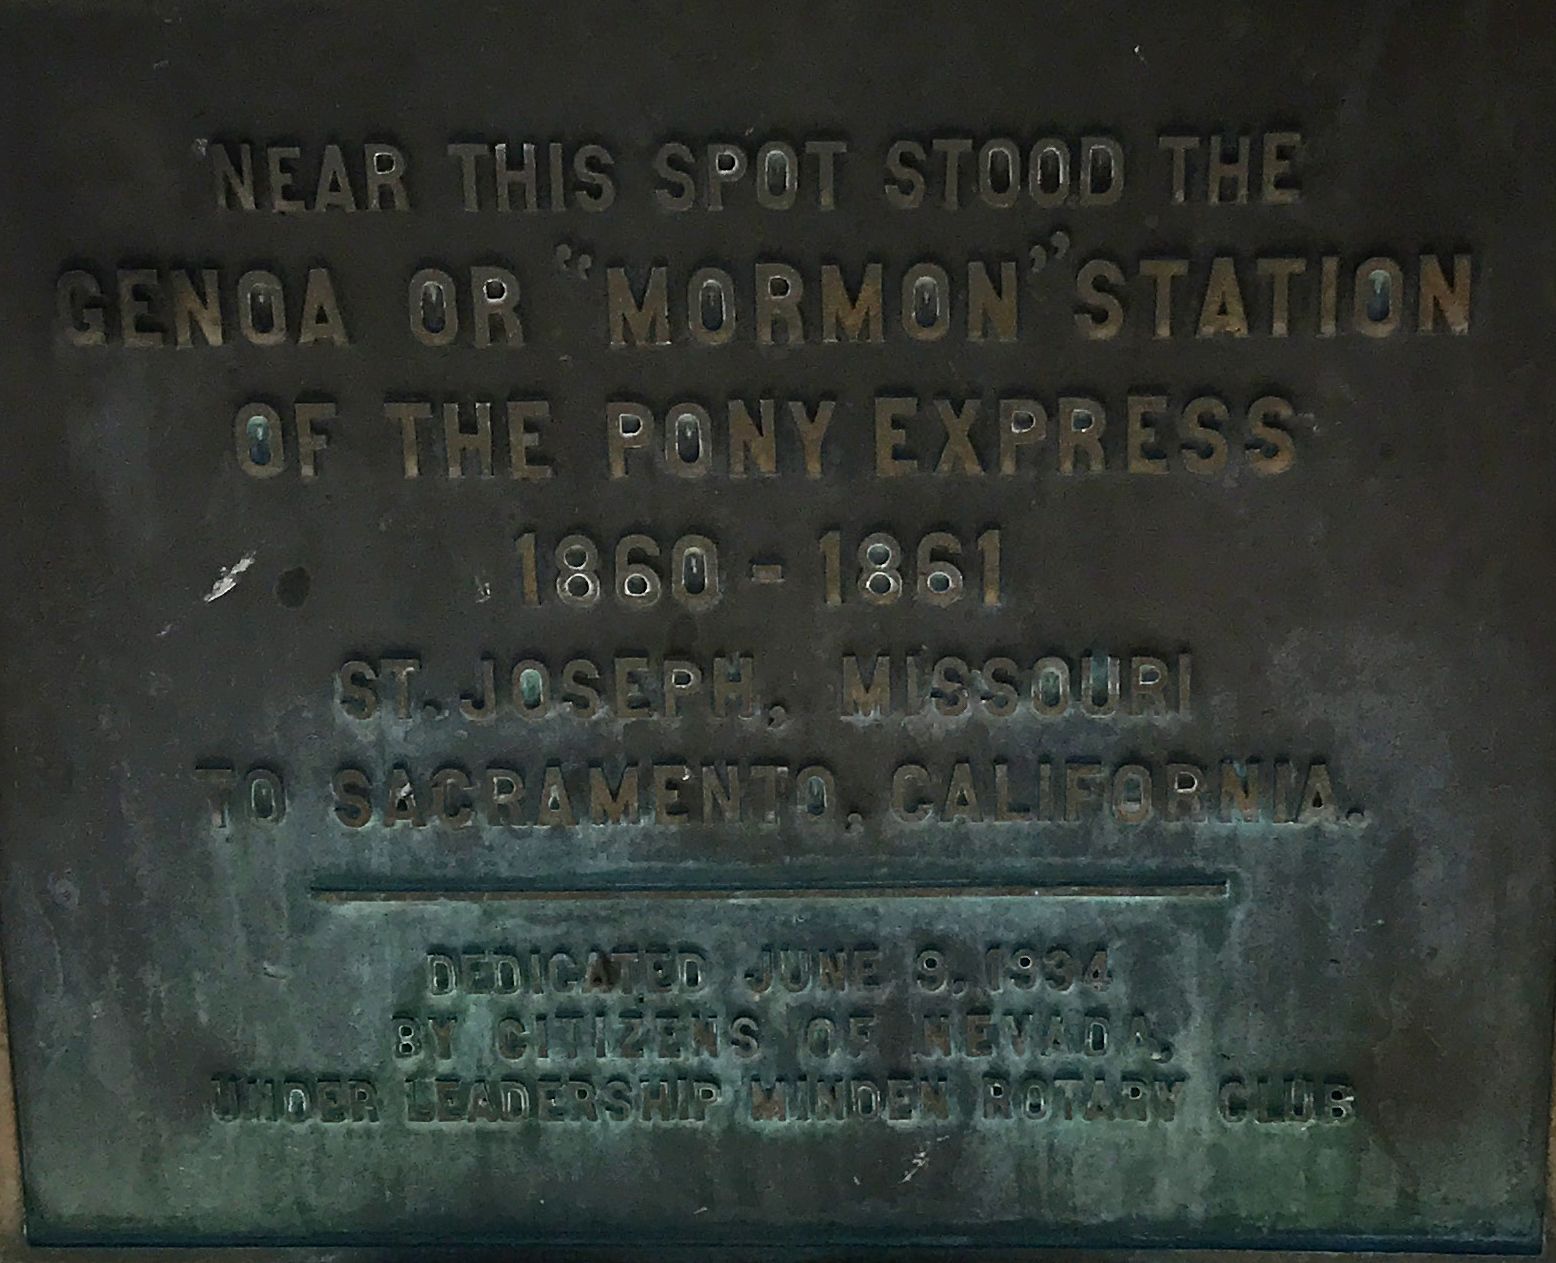 NEAR THIS SPOT STOOD THE
GENOA OR "MORMON" STATION
OF THE PONY EXPRESS
1860 - 1861
ST. JOSEPH, MISSOURI
TO SACRAMENTO, CALIFORNIA.
DEDICATED JUNE 9, 1934
BY CITIZENS OF NEVADA,
UNDER LEADERSHIP MINDEN ROTARY CLUB